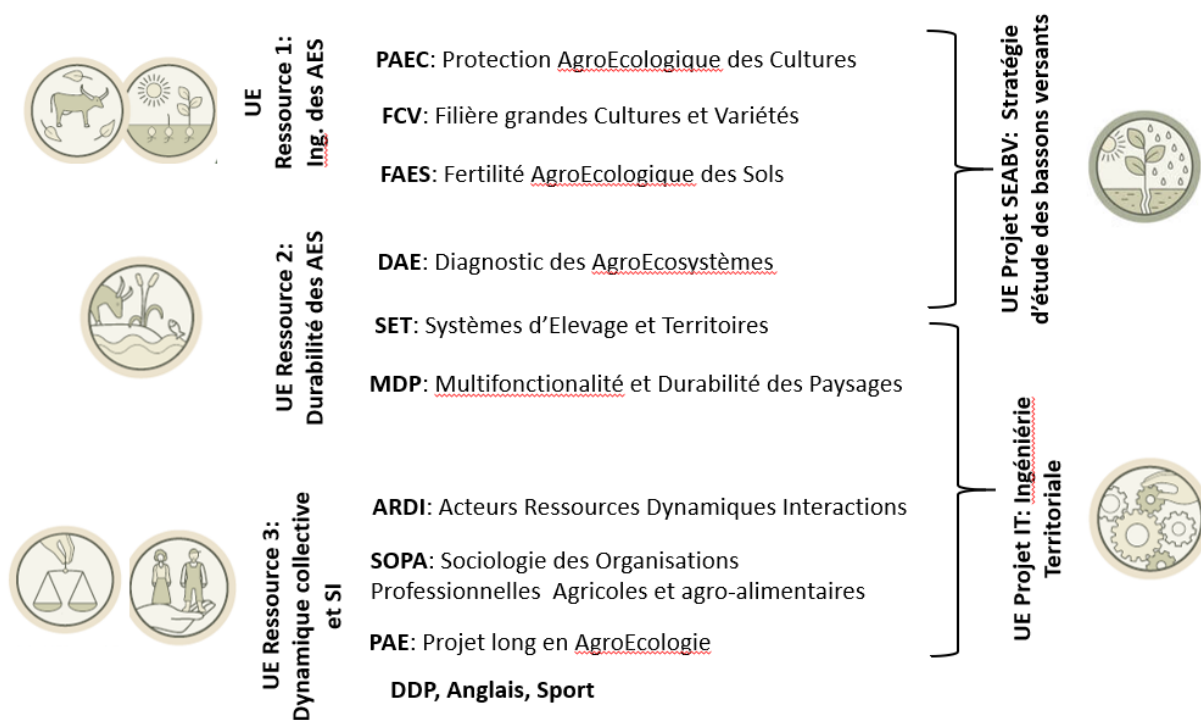 UE
Ressource 1:
Ing. des AES
PAEC: Protection AgroEcologique des Cultures
FCV: Filière grandes Cultures et Variétés
FAES: Fertilité AgroEcologique des Sols
UE Ressource 2:
Durabilité des AES
DAE: Diagnostic des AgroEcosystèmes
SET: Systèmes d’Elevage et Territoires
MDP: Multifonctionalité et Durabilité des Paysages
UE Ressource 3:
Dynamique collective
et SI
ARDI: Acteurs Ressources Dynamiques Interactions
SOPA: Sociologie des Organisations
Professionnelles Agricoles et agro-alimentaires
PAE: Projet long en AgroEcologie
DDP, Anglais, Sport
UE Projet SEABV: Stratégie
d’étude des bassons versants
UE Projet IT: Ingéniérie
Territoriale